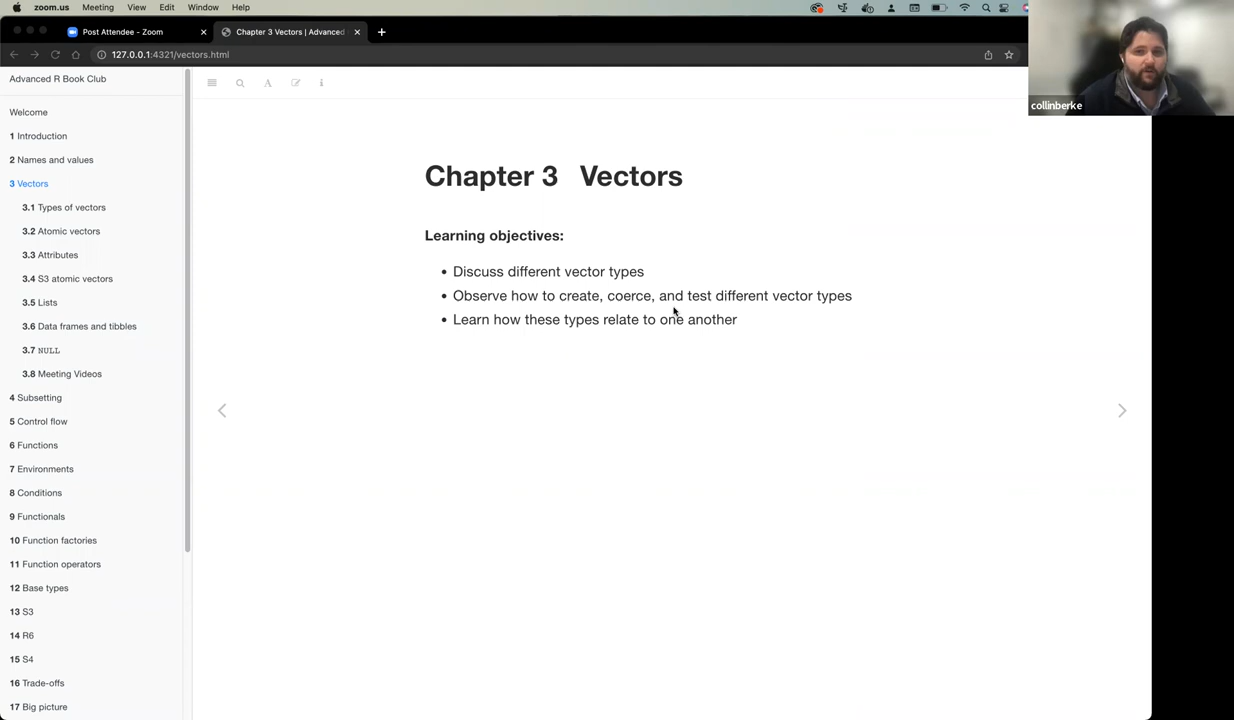 zoom.us Meeting View Edit Window Help
Post Attendee - Zoom
Chapter 3 Vectors | Advanced
127.0.0.1:4321/vectors.html
collinberke
Advanced R Book Club
Welcome
1 Introduction
2 Names and values
3 Vectors
3.1 Types of vectors
3.2 Atomic vectors
3.3 Attributes
3.4 S3 atomic vectors
3.5 Lists
3.6 Data frames and tibbles
3.7 NULL
3.8 Meeting Videos
4 Subsetting
5 Control flow
6 Functions
7 Environments
8 Conditions
9 Functionals
10 Function factories
11 Function operators
12 Base types
13 S3
14 R6
15 S4
16 Trade-offs
17 Big picture
Chapter 3 Vectors
Learning objectives:
• Discuss different vector types
• Observe how to create, coerce, and test different vector types
• Learn how these types relate to one another